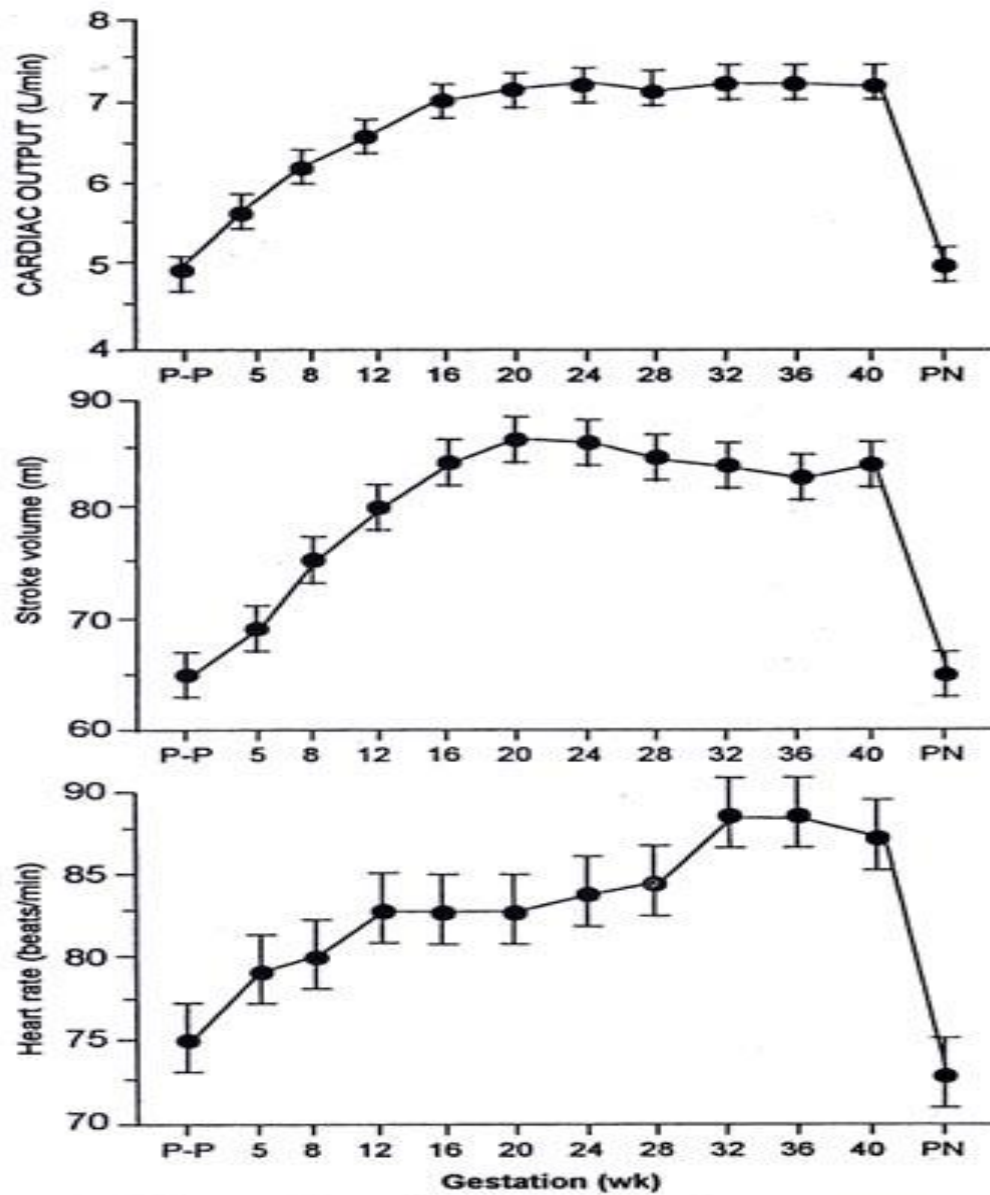 CARDIAC OUTPUT (L/min)
8
7
6
5
4
P-P 5 8 12 16 20 24 28 32 36 40 PN
Stroke volume (ml)
90
80
70
60
P-P 5 8 12 16 20 24 28 32 36 40 PN
Heart rate (beats/min)
90
85
80
75
70
P-P 5 8 12 16 20 24 28 32 36 40 PN
Gestation (wk)